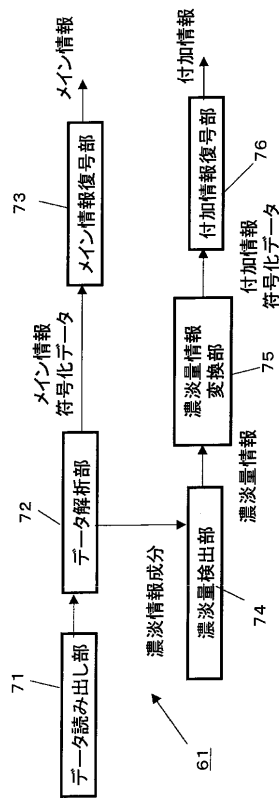 71
データ読み出し部
72
データ解析部
メイン情報
符号化データ
73
メイン情報復号部
メイン情報
濃淡情報成分
濃淡量検出部
74
濃淡量情報
濃淡量情報
変換部
75
付加情報
符号化データ
付加情報復号部
76
付加情報
61